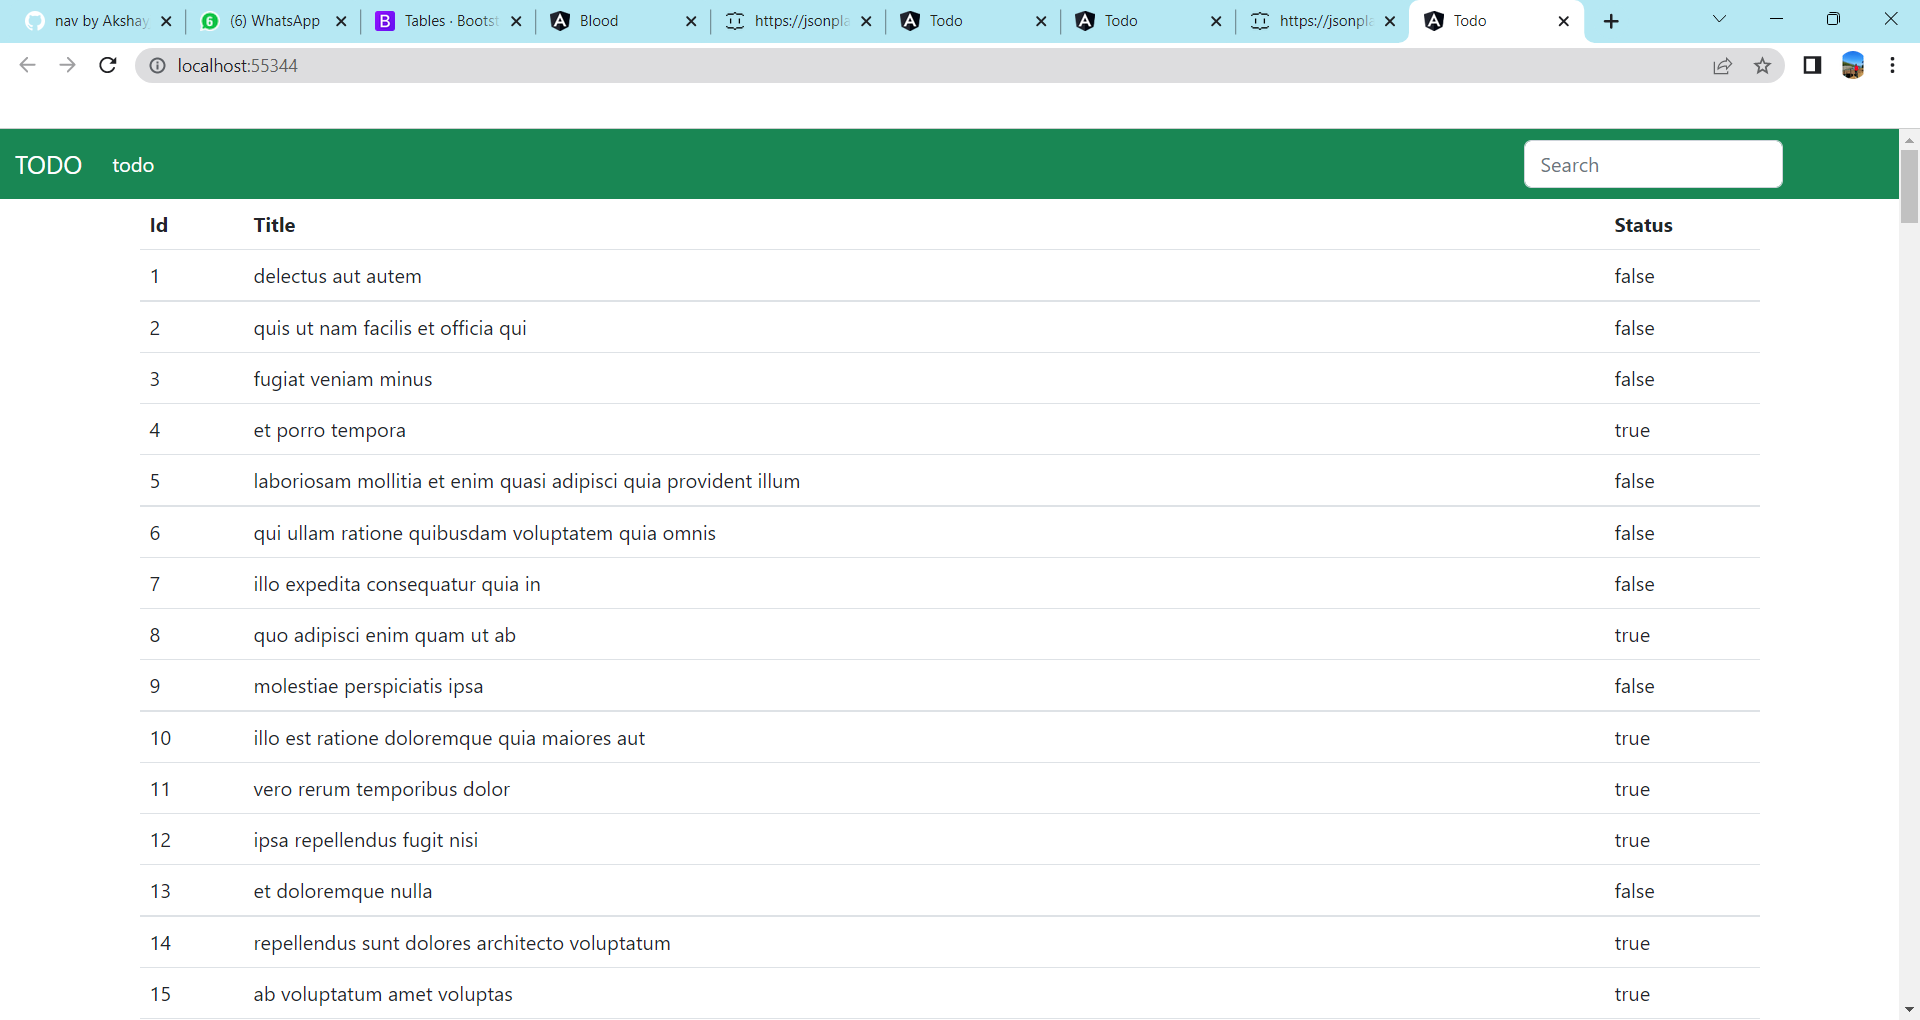 nav by Akshay (6) WhatsApp Tables · Bootst Blood https://jsonpla Todo Todo https://jsonpla Todo
localhost:55344
TODO todo Search
Id Title Status
1 delectus aut autem false
2 quis ut nam facilis et officia qui false
3 fugiat veniam minus false
4 et porro tempora true
5 laboriosam mollitia et enim quasi adipisci quia provident illum false
6 qui ullam ratione quibusdam voluptatem quia omnis false
7 illo expedita consequatur quia in false
8 quo adipisci enim quam ut ab true
9 molestiae perspiciatis ipsa false
10 illo est ratione doloremque quia maiores aut true
11 vero rerum temporibus dolor true
12 ipsa repellendus fugit nisi true
13 et doloremque nulla false
14 repellendus sunt dolores architecto voluptatum true
15 ab voluptatum amet voluptas true